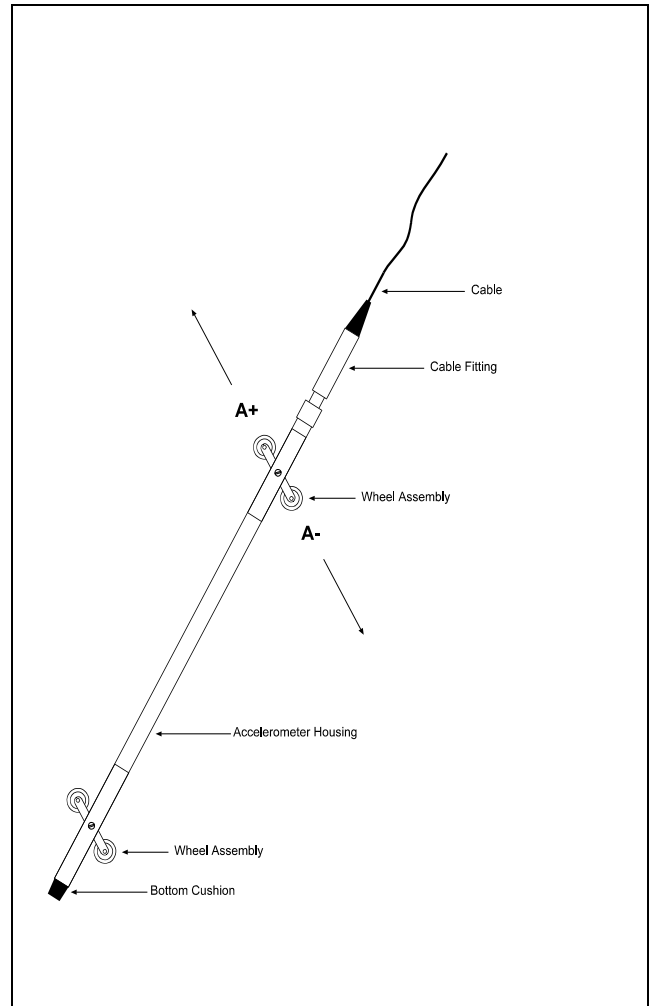 Cable
Cable Fitting
A+
Wheel Assembly
A-
Accelerometer Housing
Wheel Assembly
Bottom Cushion